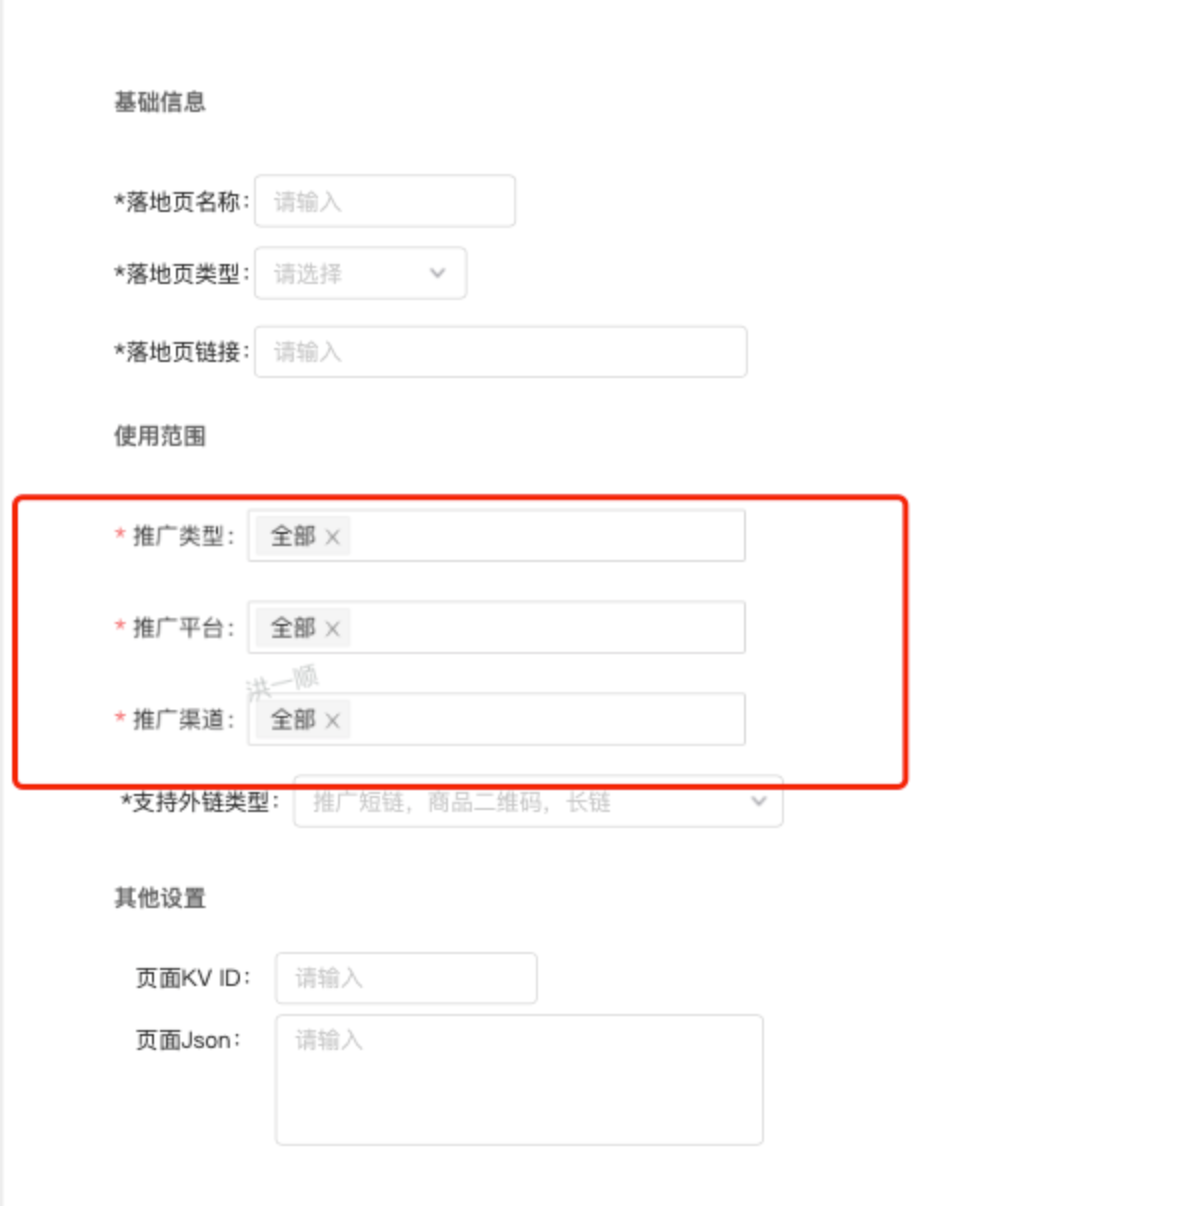 基础信息
*落地页名称: 请输入
*落地页类型: 请选择
*落地页链接: 请输入
使用范围
* 推广类型: 全部 ×
* 推广平台: 全部 ×
洪一顺
* 推广渠道: 全部 ×
*支持外链类型: 推广短链，商品二维码，长链
其他设置
页面KV ID: 请输入
页面Json: 请输入